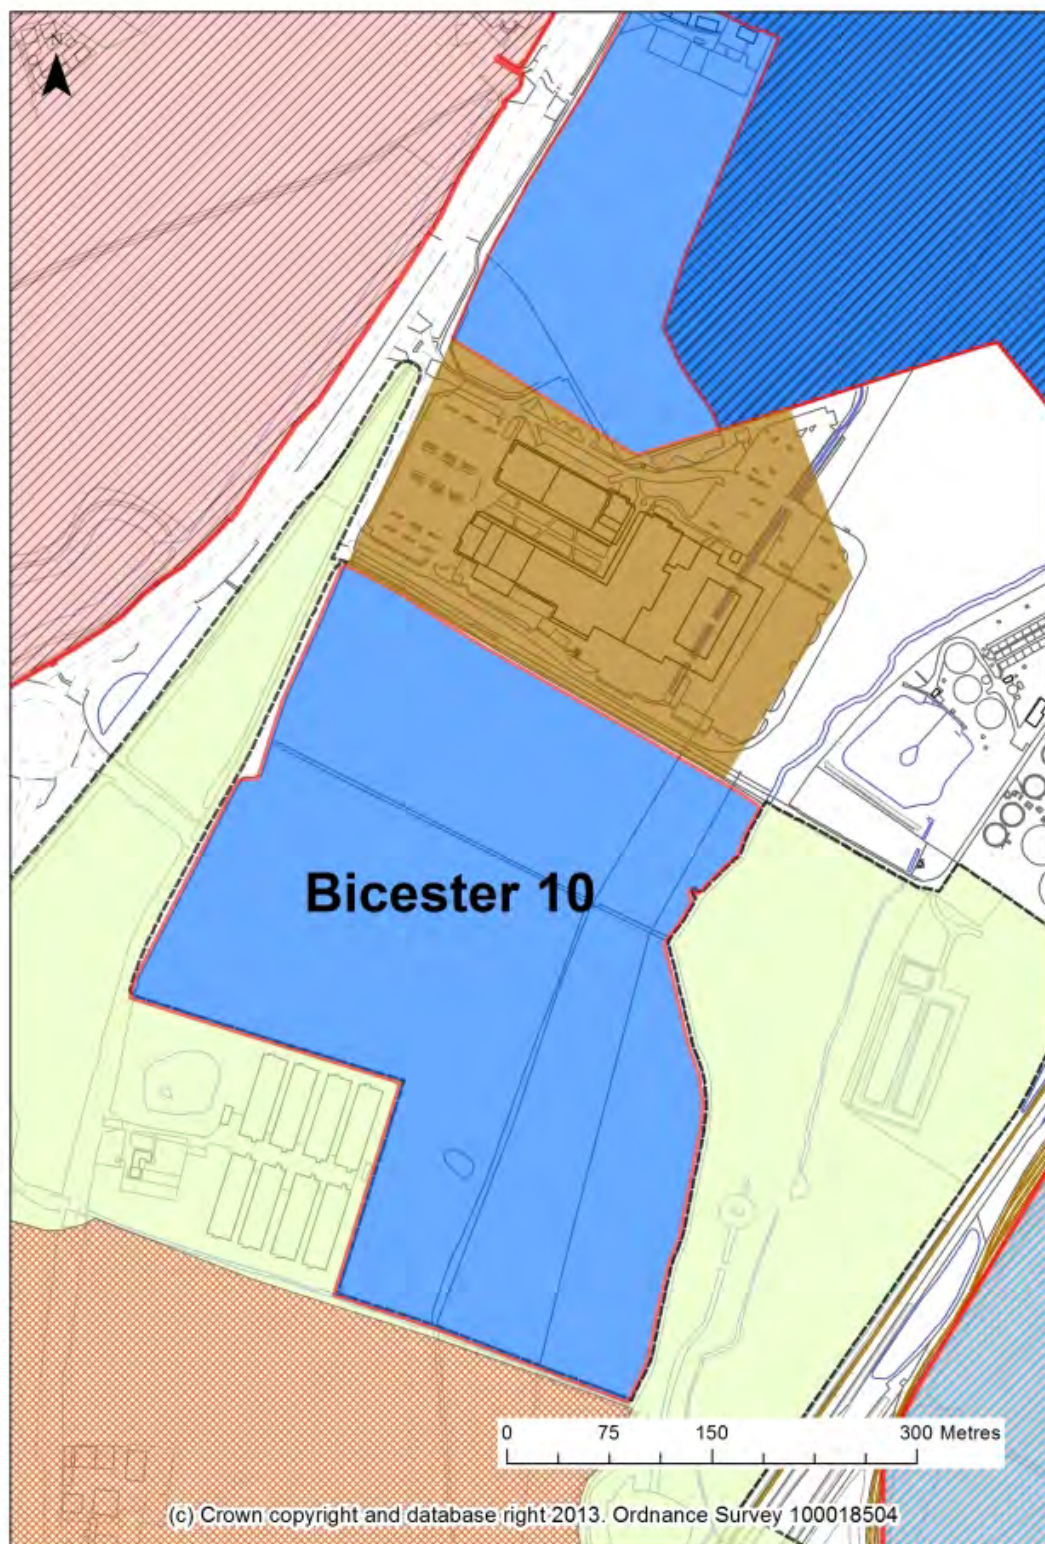 N
Bicester 10
0 75 150 300 Metres
(c) Crown copyright and database right 2013. Ordnance Survey 100018504